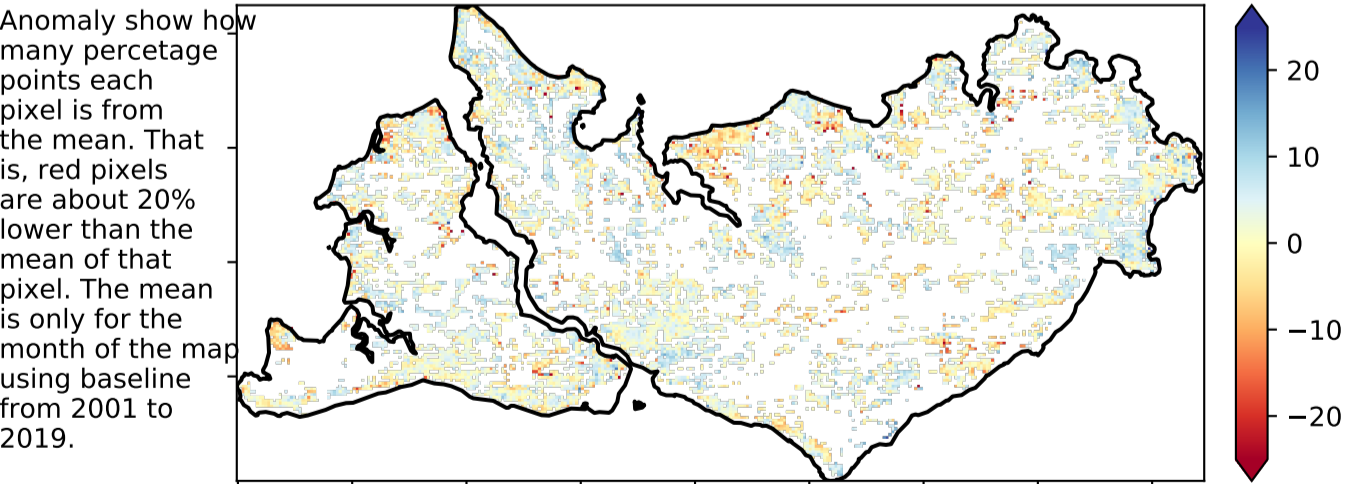 Anomaly show how
many percetage
points each
pixel is from
the mean. That
is, red pixels
are about 20%
lower than the
mean of that
pixel. The mean
is only for the
month of the map
using baseline
from 2001 to
2019.
20
10
0
−10
−20